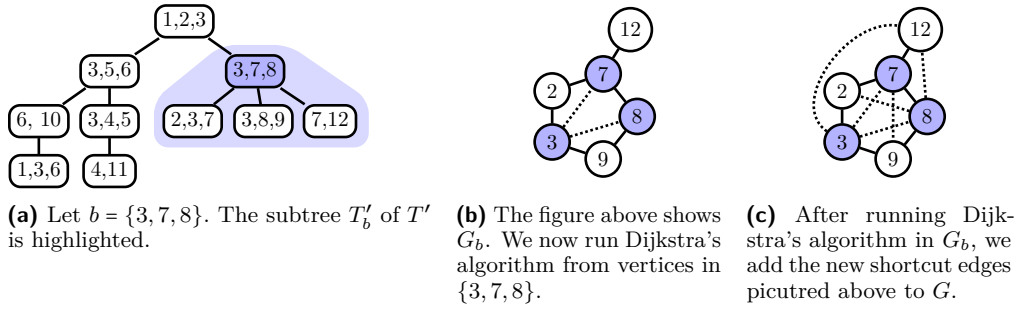 1,2,3
3,5,6
3,7,8
6, 10
3,4,5
2,3,7
3,8,9
7,12
1,3,6
4,11
(a) Let b = {3, 7, 8}. The subtree T′b of T′
is highlighted.
12
7
2
8
3
9
(b) The figure above shows
Gb. We now run Dijkstra's
algorithm from vertices in
{3, 7, 8}.
12
7
2
8
3
9
(c) After running Dijk-
stra's algorithm in Gb, we
add the new shortcut edges
picutred above to G.